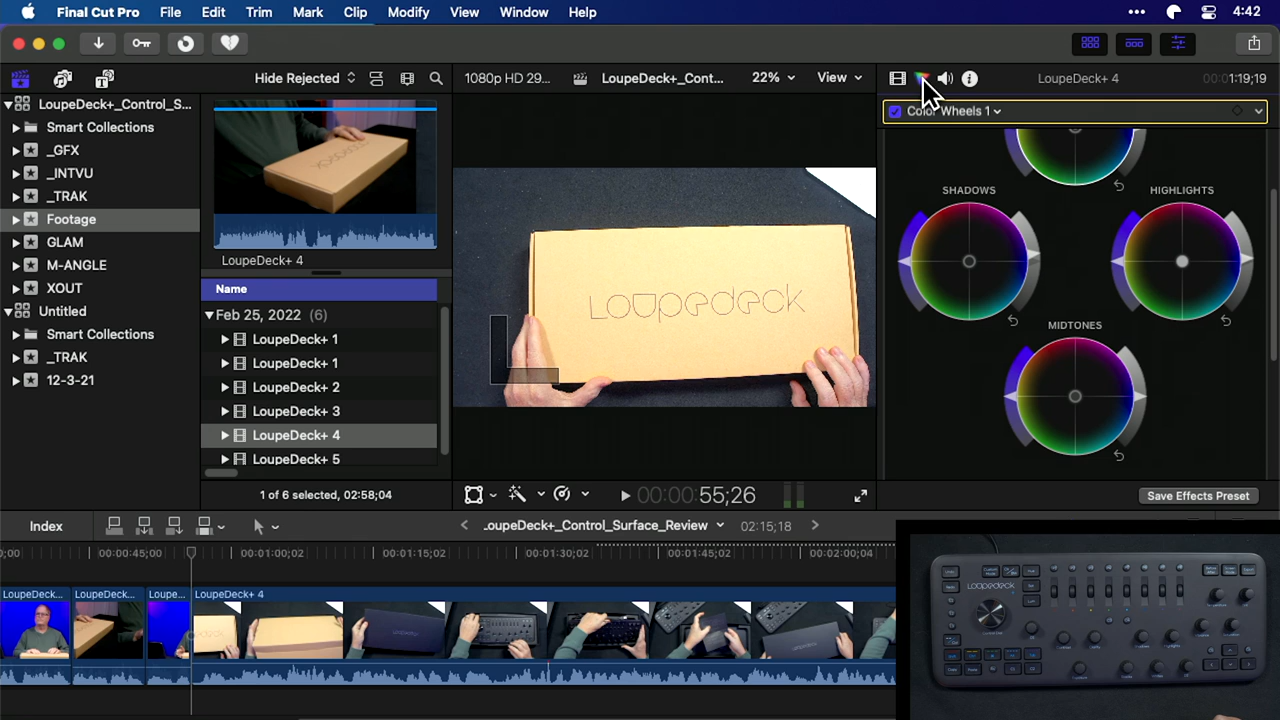 Final Cut Pro File Edit Trim Mark Clip Modify View Window Help 4:42
Hide Rejected 1080p HD 29... LoupeDeck+_Cont... 22% View LoupeDeck+ 4 00:01:19;19
Color Wheels 1
LoupeDeck+_Control_S...
Smart Collections
_GFX
_INTVU
_TRAK
Footage
GLAM
M-ANGLE
XOUT
Untitled
Smart Collections
_TRAK
12-3-21
LoupeDeck+ 4
Name
Feb 25, 2022 (6)
LoupeDeck+ 1
LoupeDeck+ 1
LoupeDeck+ 2
LoupeDeck+ 3
LoupeDeck+ 4
LoupeDeck+ 5
1 of 6 selected, 02:58;04
Loupedeck
00:00:55;26
SHADOWS
HIGHLIGHTS
MIDTONES
Save Effects Preset
Index
.oupeDeck+_Control_Surface_Review 02:15;18
0;00 00:00:45;00 00:01:00;02 00:01:15;02 00:01:30;02 00:01:45;02 00:02:00;04
LoupeDeck... LoupeDeck... Loupe... LoupeDeck+ 4
Loupedeck